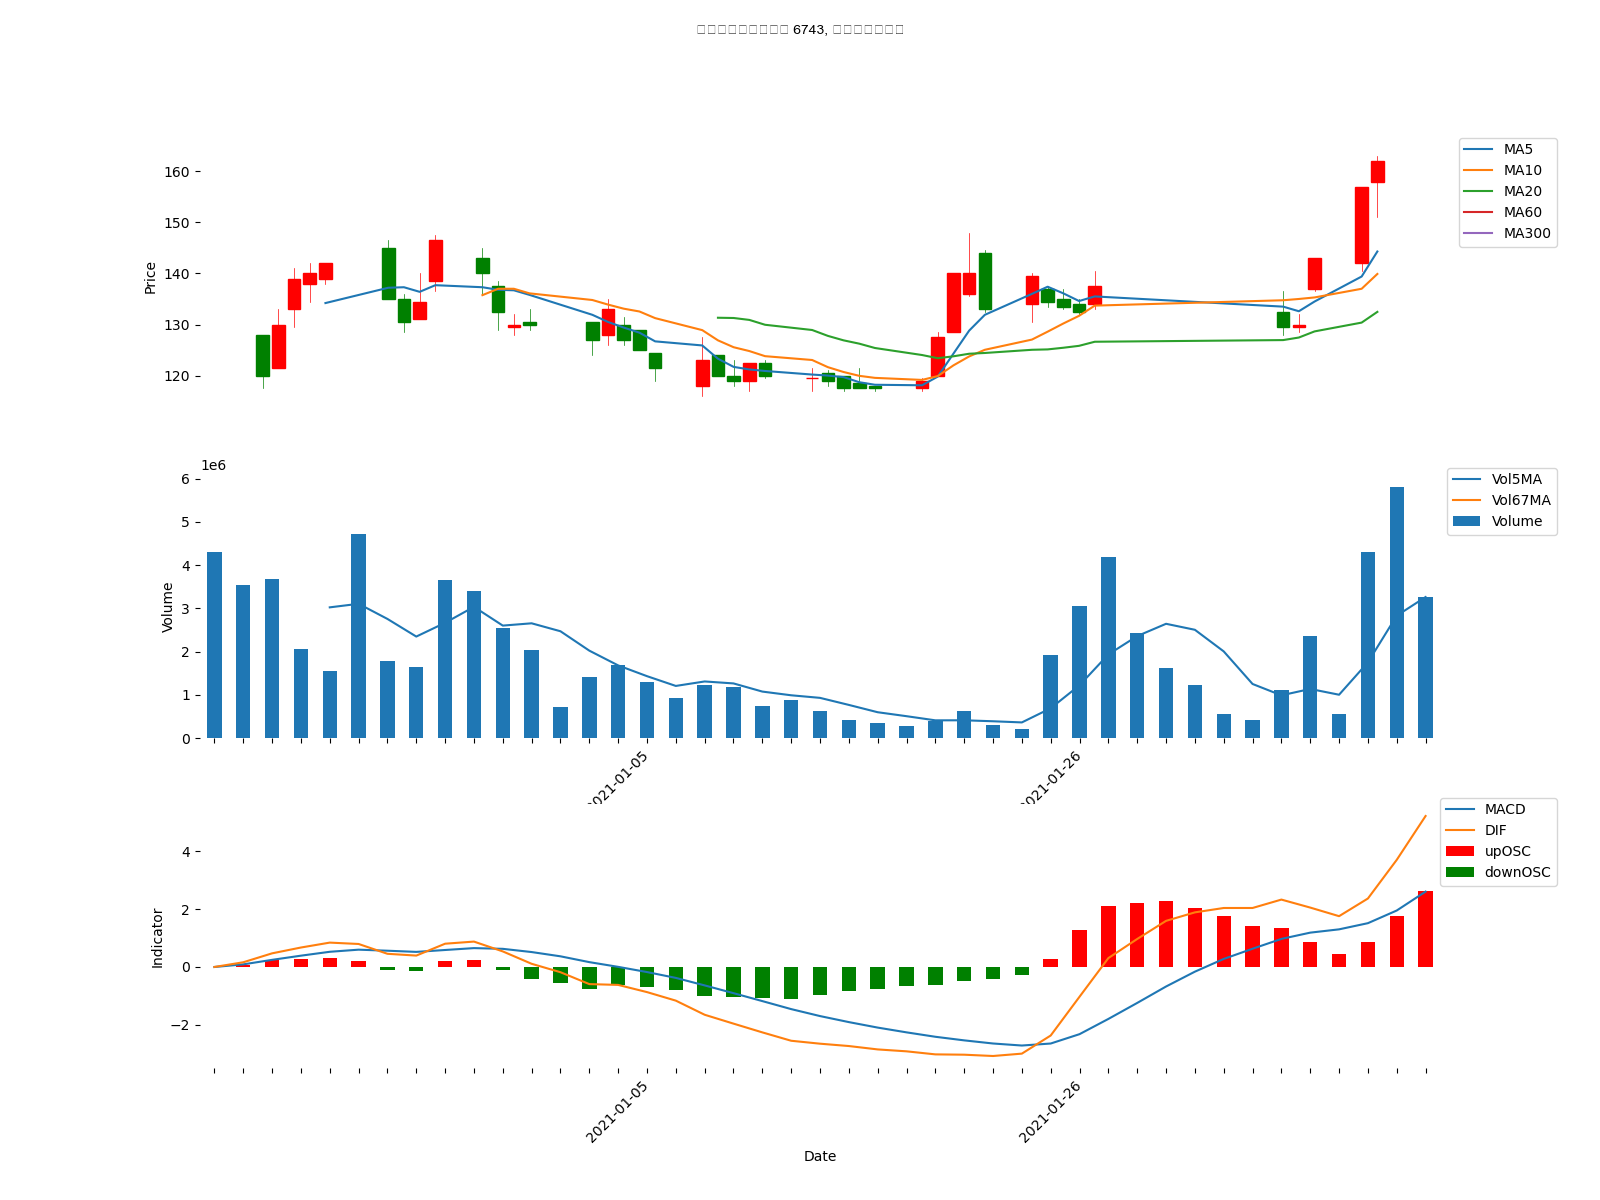 6743,
160
150
140
130
120
Price
MA5
MA10
MA20
MA60
MA300
1e6
6
5
4
3
2
1
0
Volume
Vol5MA
Vol67MA
Volume
2021-01-05
2021-01-26
4
2
0
−2
Indicator
MACD
DIF
upOSC
downOSC
2021-01-05
2021-01-26
Date